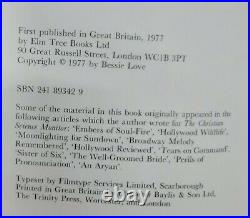 First published in Great Britain, 1977
by Elm Tree Books Ltd
90 Great Russell Street, London WC1B 3PT
Copyright © 1977 by Bessie Love
SBN 241 89342 9
Some of the material in this book originally appeared in the
following articles which the author wrote for The Christian
Science Monitor: 'Embers of Soul-Fire', 'Hollywood Wildlife',
'Moonlighting for Sundown', 'Broadway Melody
Remembered', 'Hollywood Reviewed', 'Tears on Command',
'Sister of Six', 'The Well-Groomed Bride', 'Perils of
Pronunciation', 'An Aryan'.
Typeset by Filmtype Services Limited, Scarborough
Printed in Great Britain by Baylis & Son Ltd,
The Trinity Press, Worcester, and London
watch